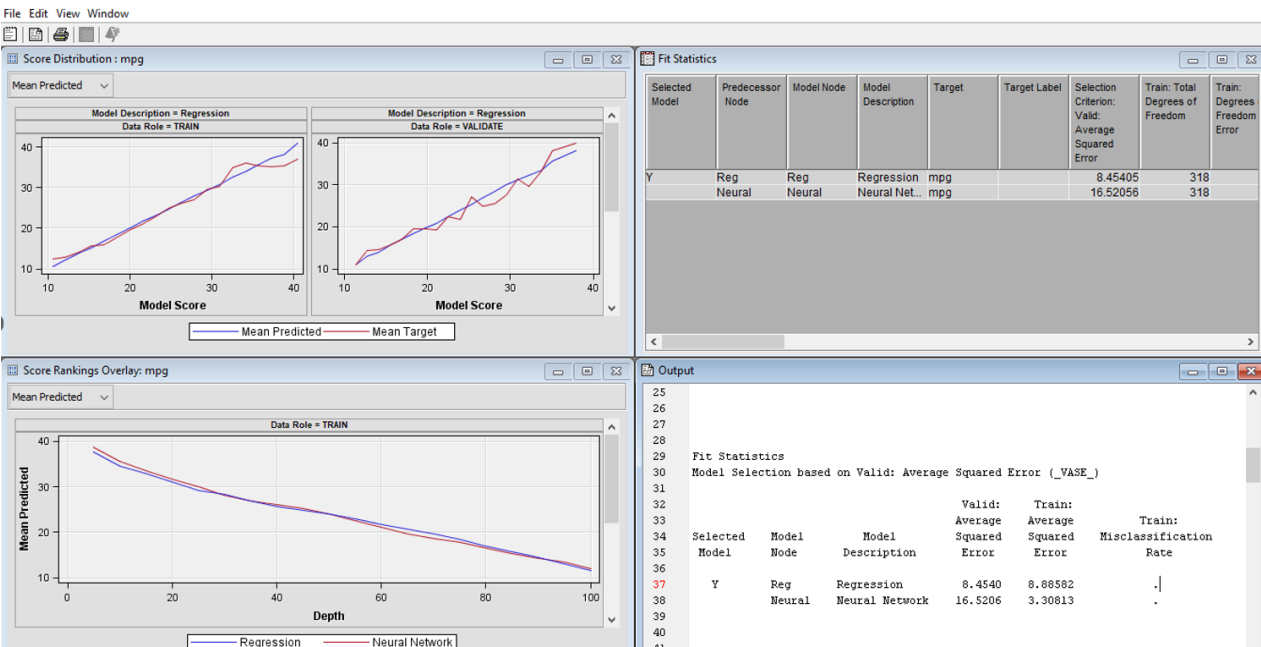 File Edit View Window
Score Distribution : mpg
Mean Predicted
Model Description = Regression
Data Role = TRAIN
40
30
20
10
10 20 30 40
Model Score
Model Description = Regression
Data Role = VALIDATE
40
30
20
10
10 20 30 40
Model Score
Mean Predicted Mean Target
Fit Statistics
Selected Model Predecessor Node Model Node Model Description Target Target Label Selection Criterion: Valid: Average Squared Error Train: Total Degrees of Freedom Train: Degrees Freedom Error
Y Reg Reg Regression mpg 8.45405 318
Neural Neural Neural Net... mpg 16.52056 318
Score Rankings Overlay: mpg
Mean Predicted
Data Role = TRAIN
Mean Predicted
40
30
20
10
0 20 40 60 80 100
Depth
Regression Neural Network
Output
25
26
27
28
29 Fit Statistics
30 Model Selection based on Valid: Average Squared Error (_VASE_)
31
32 Valid: Train:
33 Average Average Train:
34 Selected Model Model Squared Squared Misclassification
35 Model Node Description Error Error Rate
36
37 Y Reg Regression 8.4540 8.88582 .
38 Neural Neural Network 16.5206 3.30813 .
39
40